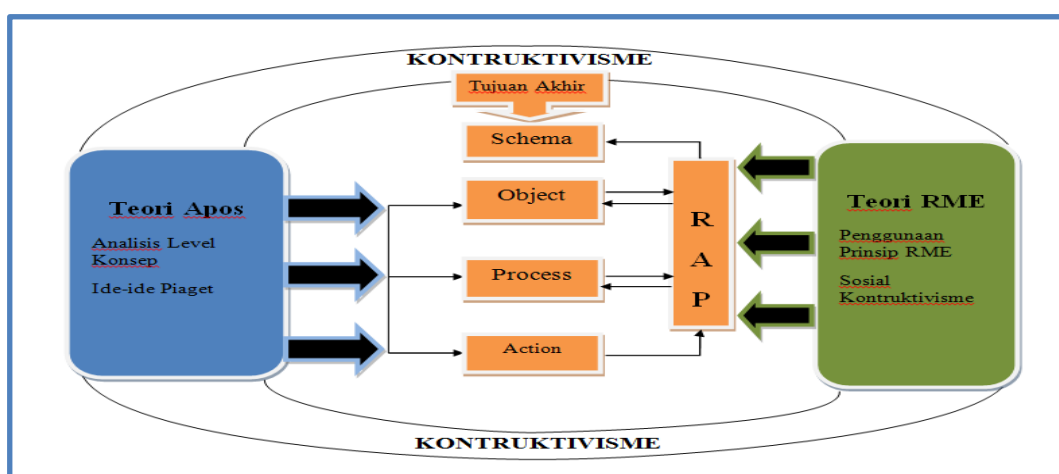 KONTRUKTIVISME
Tujuan Akhir
Schema
Object
Process
Action
R
A
P
Teori Apos
Analisis Level
Konsep
Ide-ide Piaget
Teori RME
Penggunaan
Prinsip RME
Sosial
Kontruktivisme
KONTRUKTIVISME